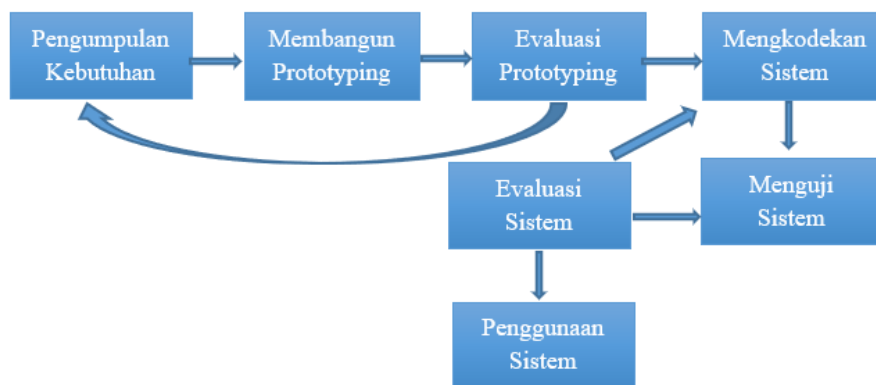 Pengumpulan
Kebutuhan
Membangun
Prototyping
Evaluasi
Prototyping
Mengkodekan
Sistem
Evaluasi
Sistem
Menguji
Sistem
Penggunaan
Sistem